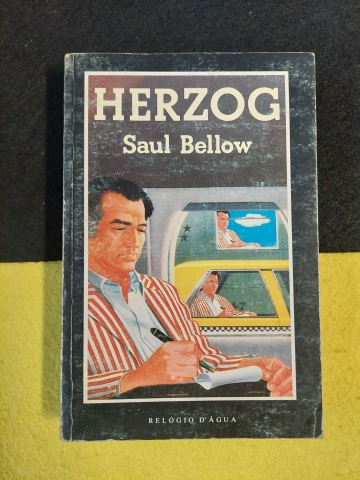 HERZOG
Saul Bellow
RELÓGIO D'ÁGUA